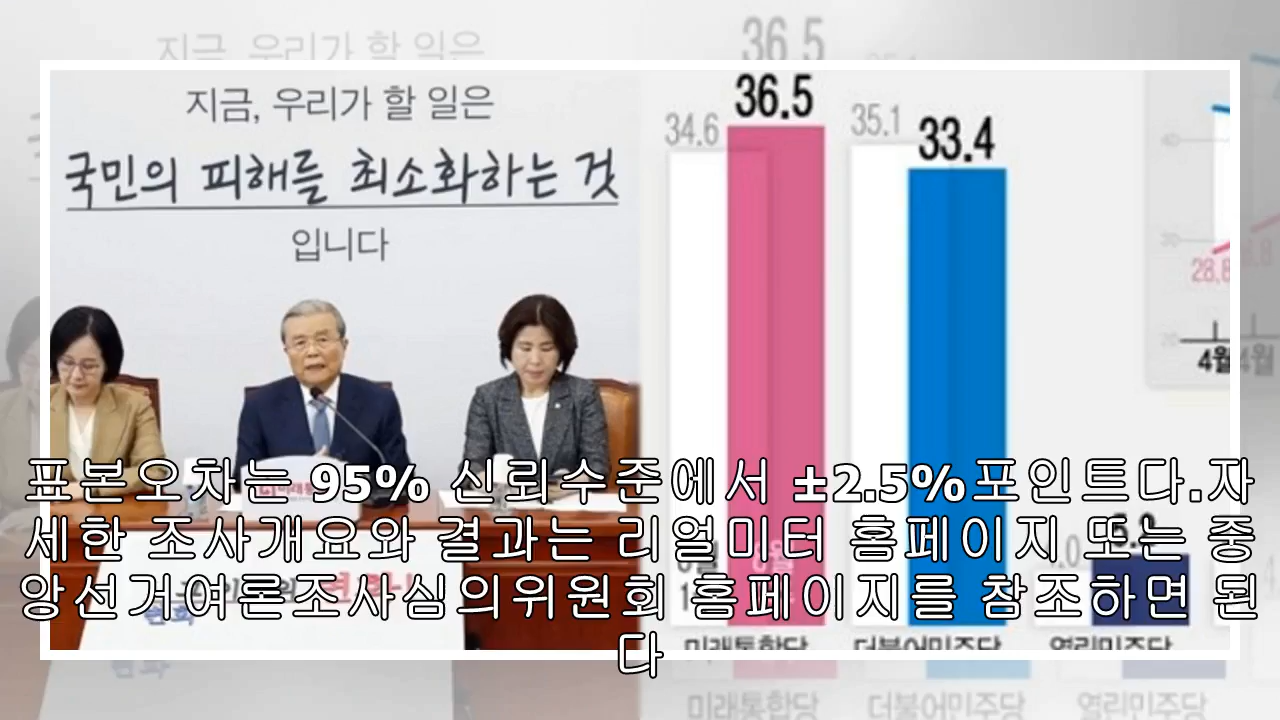 지금, 우리가 할 일은
국민의 피해를 최소화하는 것
입니다
36.5
34.6
35.1
33.4
28.8
4월
표본오차는 95% 신뢰수준에서 ±2.5%포인트다.자
세한 조사개요와 결과는 리얼미터 홈페이지 또는 중
앙선거여론조사심의위원회 홈페이지를 참조하면 된
다
미래통합당
더불어민주당
열린민주당